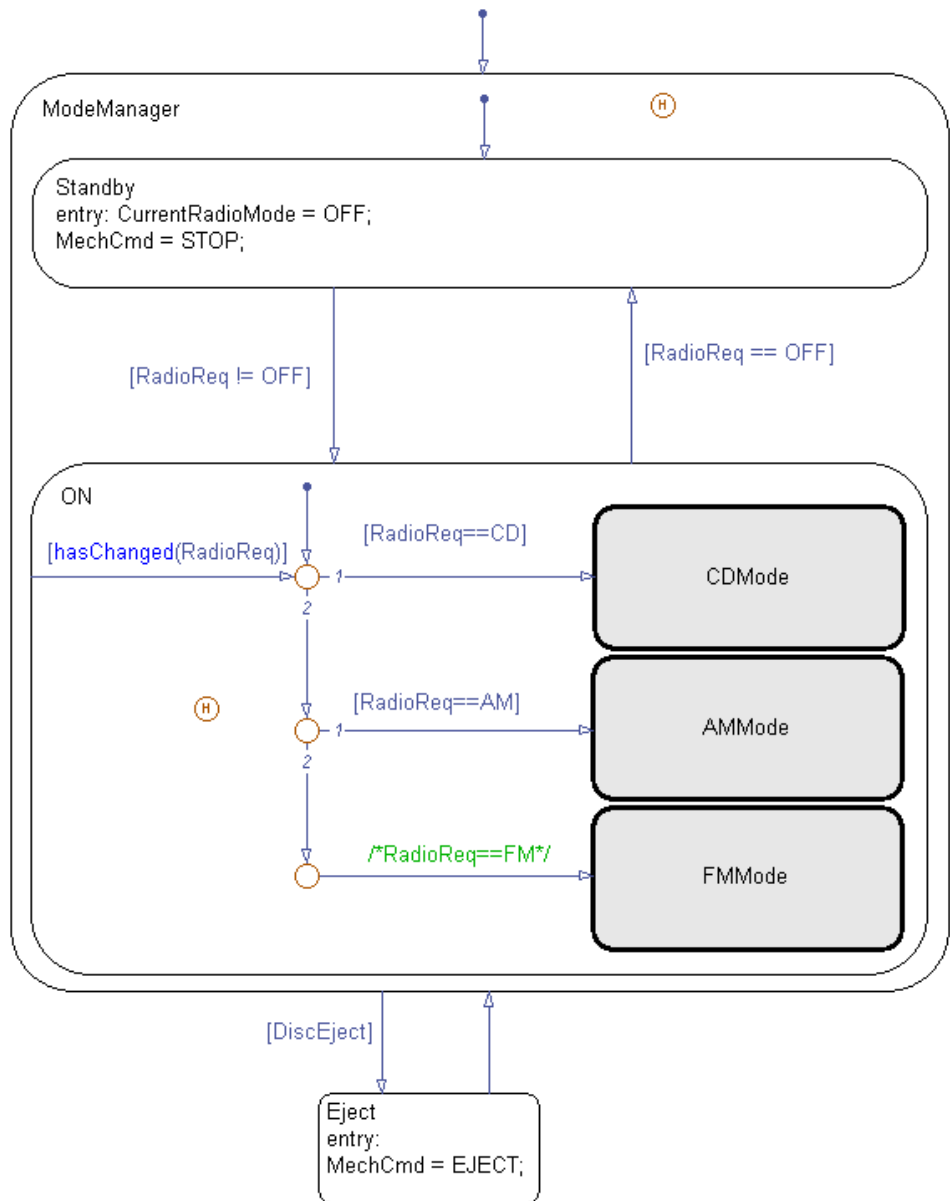 ModeManager
H
Standby
entry: CurrentRadioMode = OFF;
MechCmd = STOP;
[RadioReq != OFF]
[RadioReq == OFF]
ON
[hasChanged(RadioReq)]
1
[RadioReq==CD]
CDMode
2
H
1
[RadioReq==AM]
AMMode
2
/*RadioReq==FM*/
FMMode
[DiscEject]
Eject
entry:
MechCmd = EJECT;